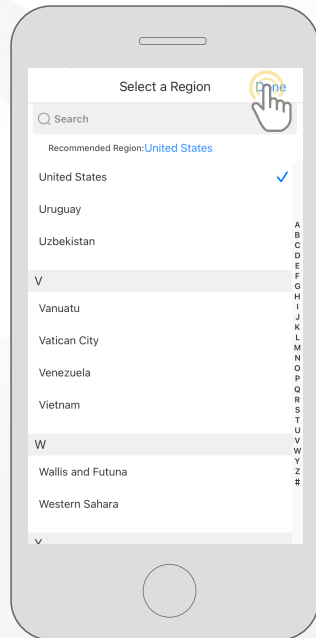 Select a Region
Done
Search
Recommended Region:United States
United States
Uruguay
Uzbekistan
V
Vanuatu
Vatican City
Venezuela
Vietnam
W
Wallis and Futuna
Western Sahara
A
B
C
D
E
F
G
H
I
J
K
L
M
N
O
P
Q
R
S
T
U
V
W
Y
Z
#